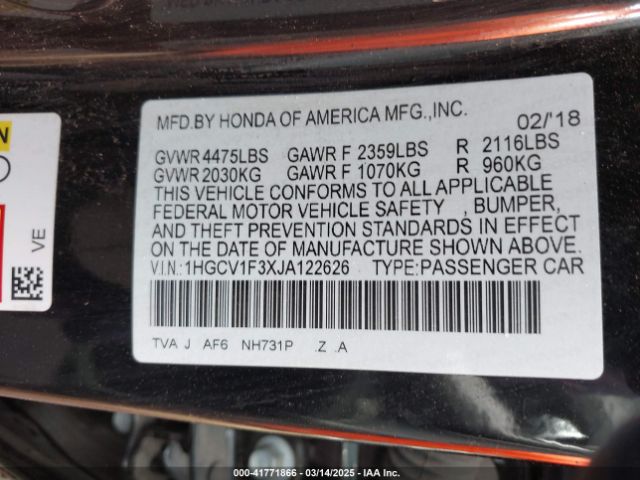 MFD.BY HONDA OF AMERICA MFG.,INC. 02/'18
GVWR 4475LBS GAWR F 2359LBS R 2116LBS
GVWR 2030KG GAWR F 1070KG R 960KG
THIS VEHICLE CONFORMS TO ALL APPLICABLE
FEDERAL MOTOR VEHICLE SAFETY , BUMPER,
AND THEFT PREVENTION STANDARDS IN EFFECT
ON THE DATE OF MANUFACTURE SHOWN ABOVE.
V.I.N.: 1HGCV1F3XJA122626 TYPE:PASSENGER CAR
TVA J AF6 NH731P .Z .A
VE
000-41771866 — 03/14/2025 — IAA Inc.